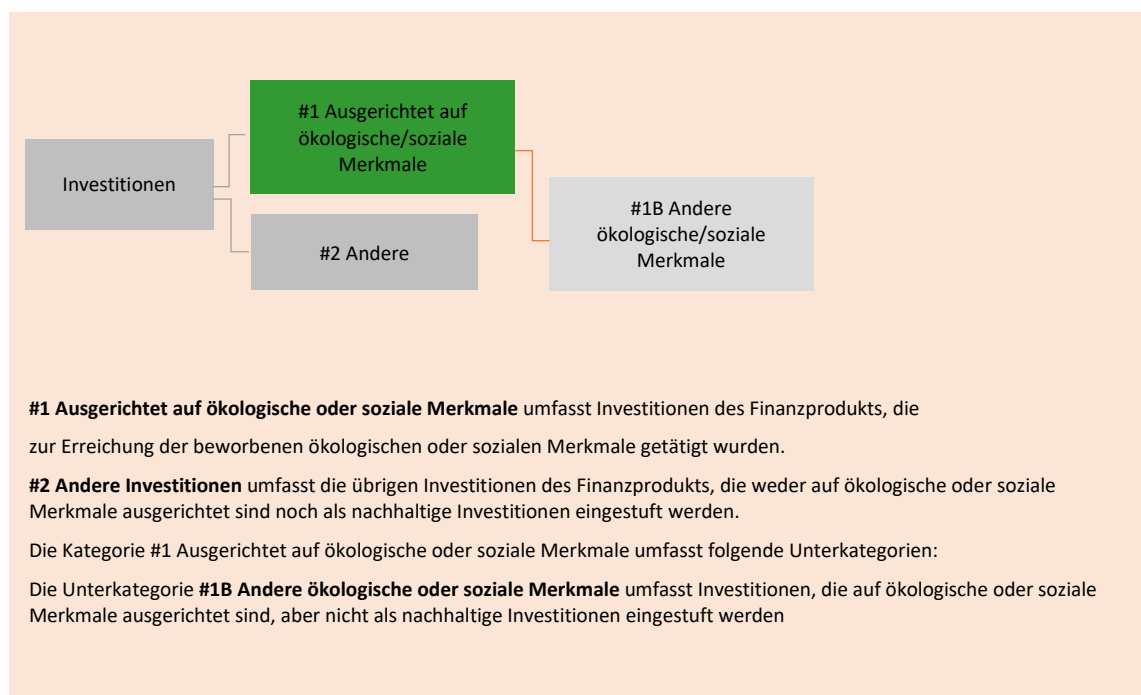 #1 Ausgerichtet auf
ökologische/soziale
Merkmale
Investitionen
#2 Andere
#1B Andere
ökologische/soziale
Merkmale
#1 Ausgerichtet auf ökologische oder soziale Merkmale umfasst Investitionen des Finanzprodukts, die
zur Erreichung der beworbenen ökologischen oder sozialen Merkmale getätigt wurden.
#2 Andere Investitionen umfasst die übrigen Investitionen des Finanzprodukts, die weder auf ökologische oder soziale
Merkmale ausgerichtet sind noch als nachhaltige Investitionen eingestuft werden.
Die Kategorie #1 Ausgerichtet auf ökologische oder soziale Merkmale umfasst folgende Unterkategorien:
Die Unterkategorie #1B Andere ökologische oder soziale Merkmale umfasst Investitionen, die auf ökologische oder soziale
Merkmale ausgerichtet sind, aber nicht als nachhaltige Investitionen eingestuft werden